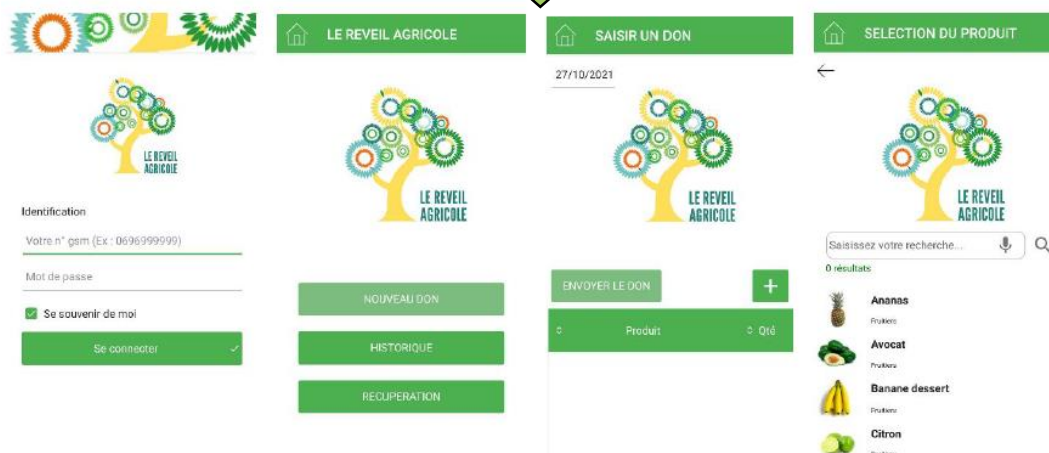 LE REVEIL
AGRICOLE
Identification
Votre n° gsm (Ex : 0696999999)
Mot de passe
Se souvenir de moi
Se connecter
LE REVEIL AGRICOLE
LE REVEIL
AGRICOLE
NOUVEAU DON
HISTORIQUE
RECUPERATION
SAISIR UN DON
27/10/2021
LE REVEIL
AGRICOLE
ENVOYER LE DON
+
Produit Qté
SELECTION DU PRODUIT
LE REVEIL
AGRICOLE
Saisissez votre recherche...
0 résultats
Ananas
Fruitiers
Avocat
Fruitiers
Banane dessert
Fruitiers
Citron